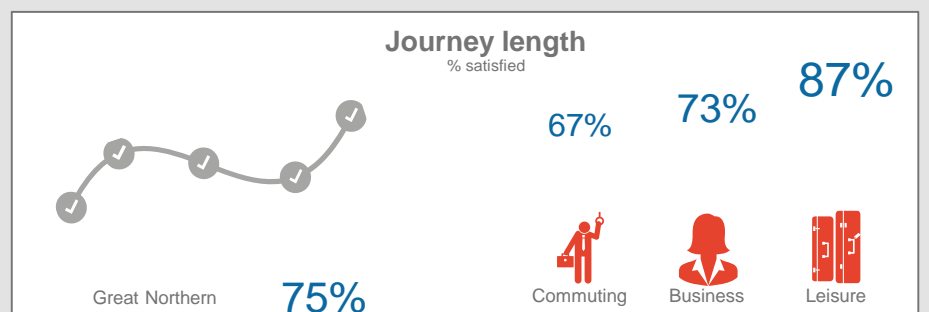 Journey length
% satisfied
67%
73%
87%
Great Northern 75%
Commuting
Business
Leisure